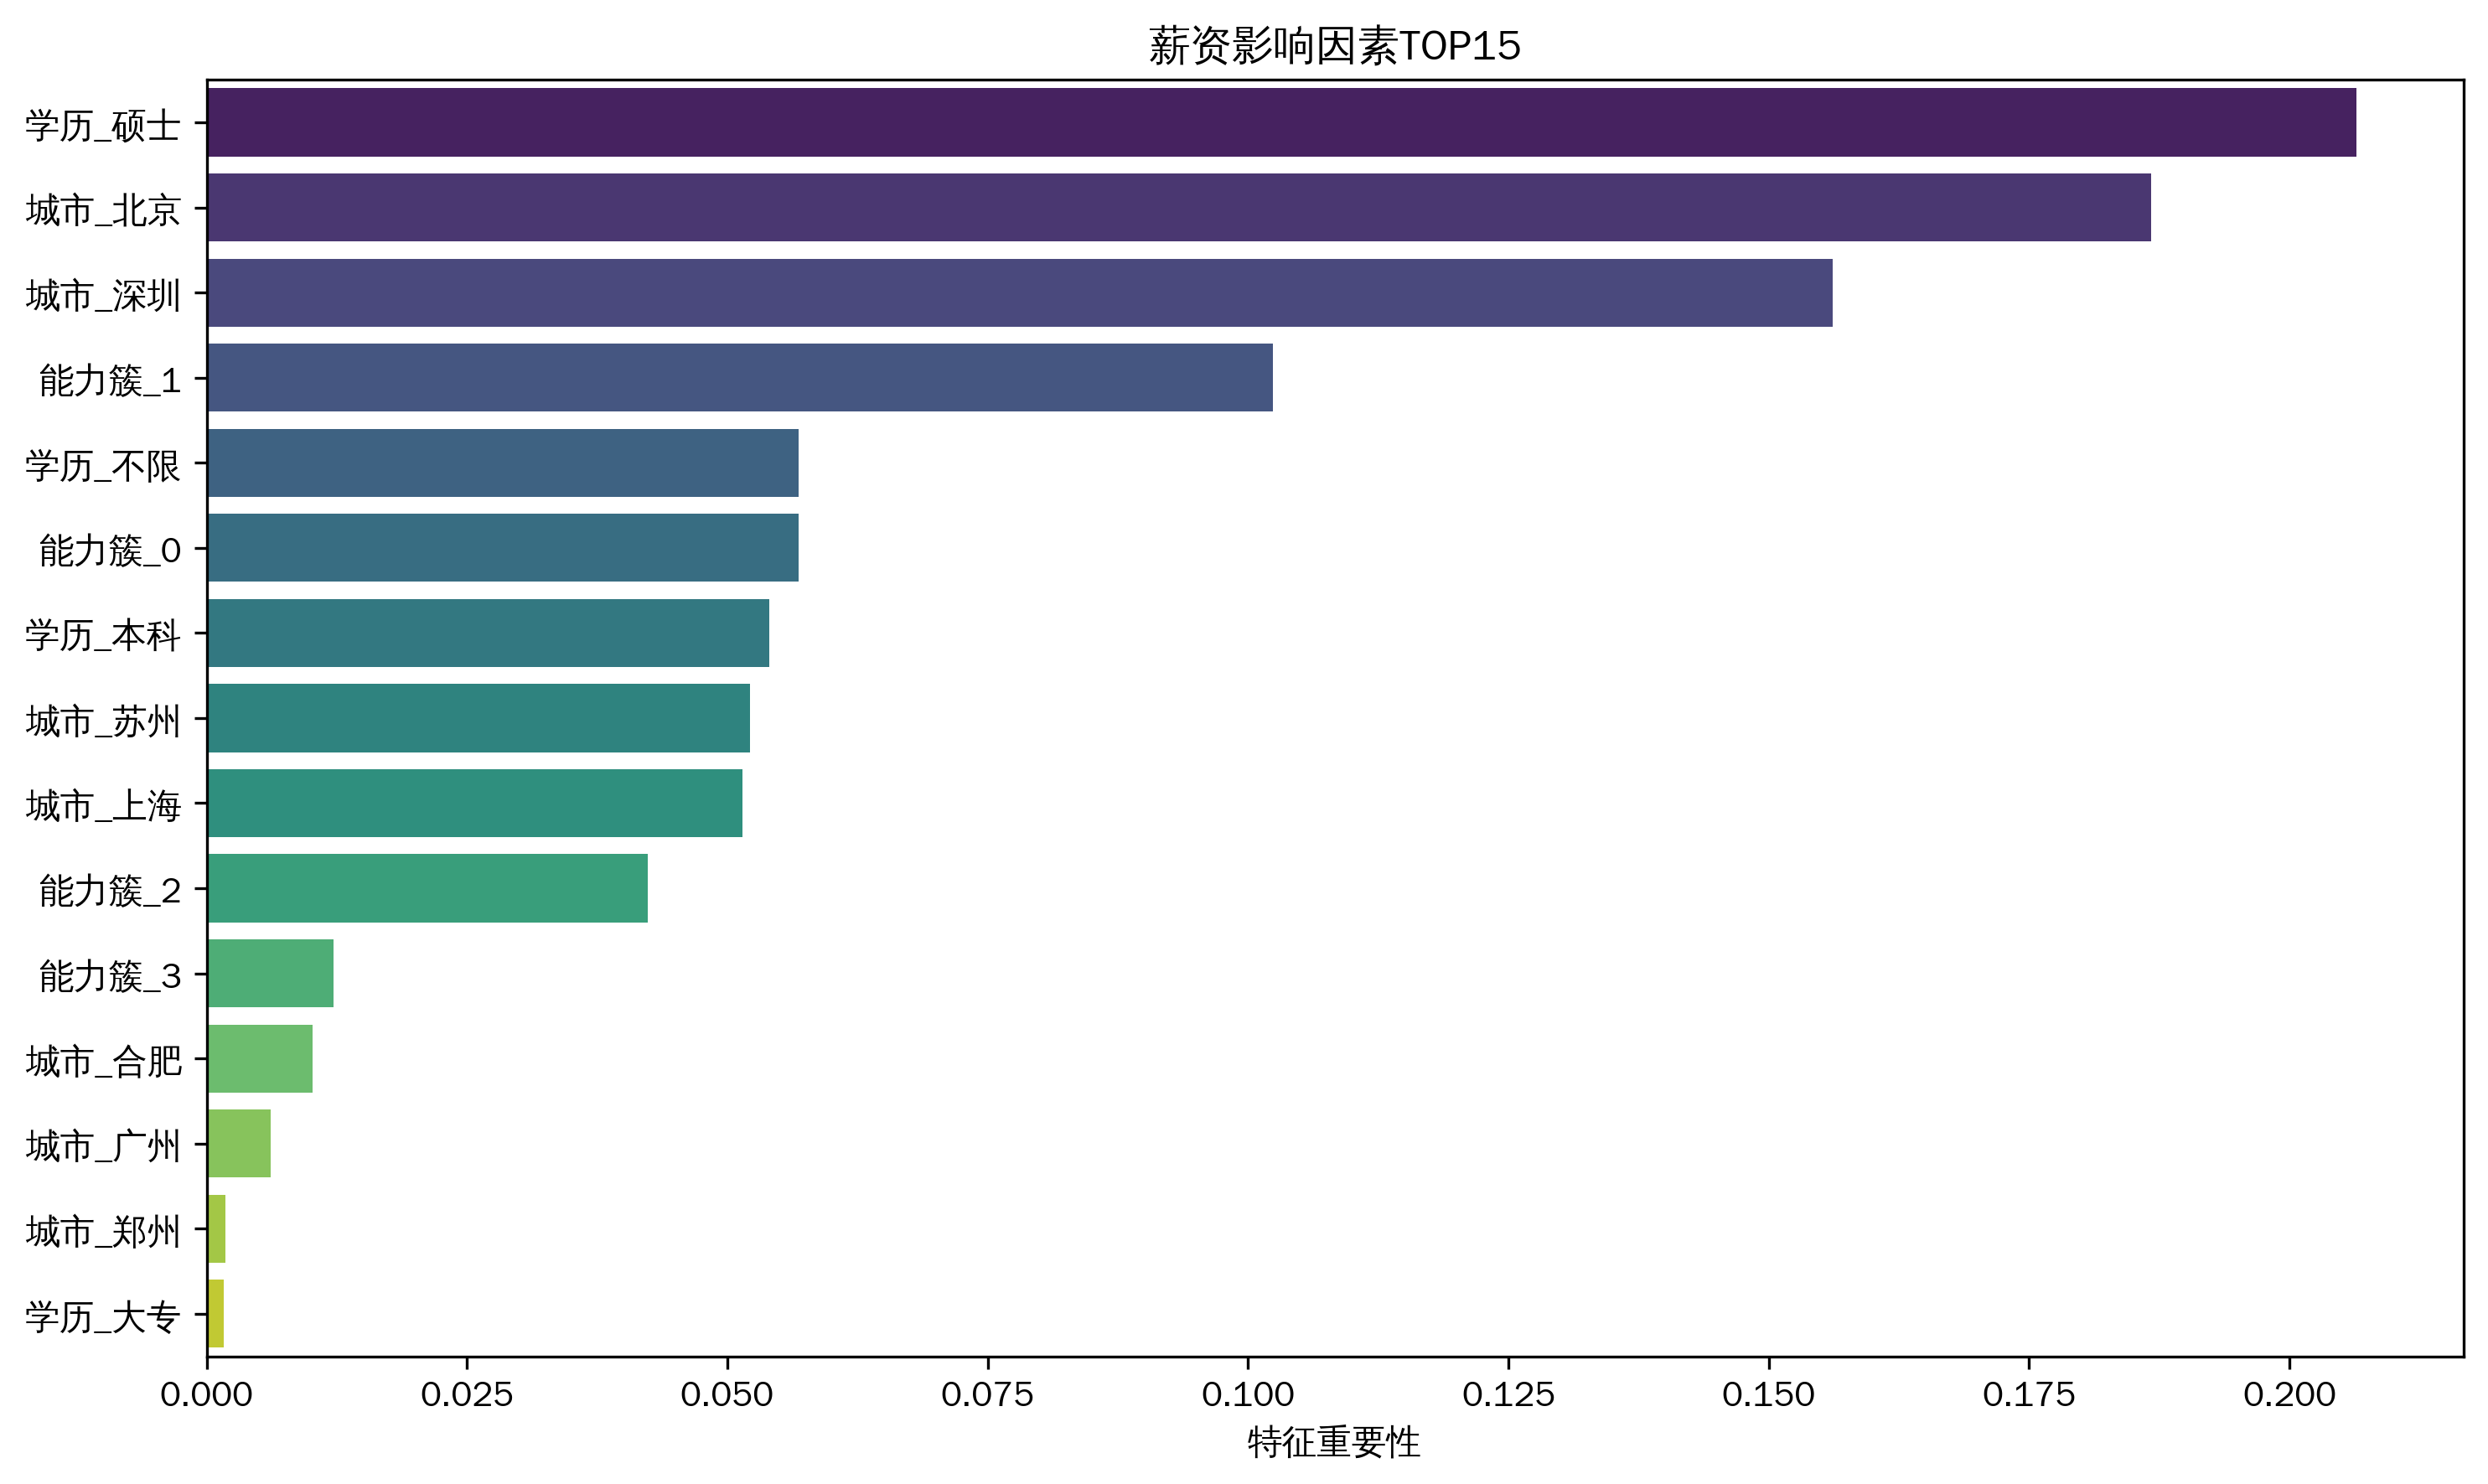 薪资影响因素TOP15
学历_硕士
城市_北京
城市_深圳
能力簇_1
学历_不限
能力簇_0
学历_本科
城市_苏州
城市_上海
能力簇_2
能力簇_3
城市_合肥
城市_广州
城市_郑州
学历_大专
0.000 0.025 0.050 0.075 0.100 0.125 0.150 0.175 0.200
特征重要性